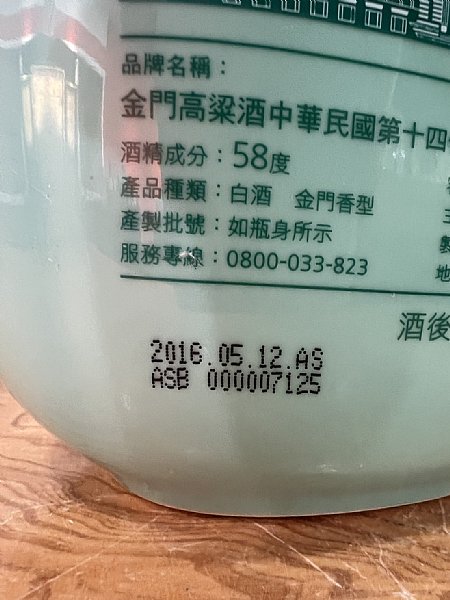 品牌名稱：
金門高粱酒中華民國第十四
酒精成分：58度
產品種類：白酒　金門香型
產製批號：如瓶身所示
服務專線：0800-033-823
酒後
2016.05.12.AS
ASB 000007125